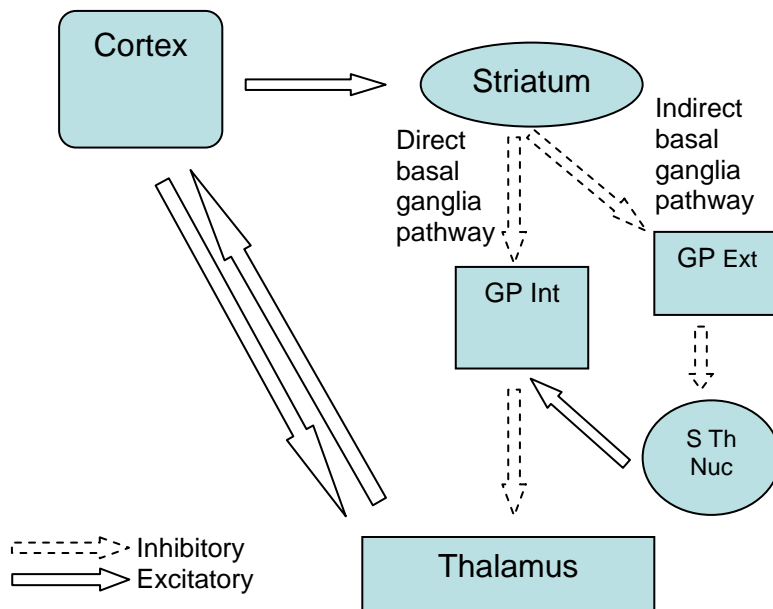 Cortex
Striatum
Direct
basal
ganglia
pathway
Indirect
basal
ganglia
pathway
GP Int
GP Ext
S Th
Nuc
Thalamus
Inhibitory
Excitatory